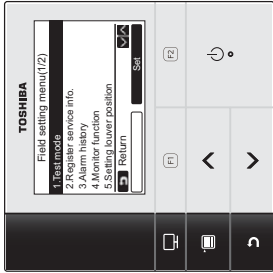 TOSHIBA
Field setting menu(1/2)
1.Test mode
2.Register service info.
3.Alarm history
4.Monitor function
5.Setting louver position
Return
Set
F1
F2